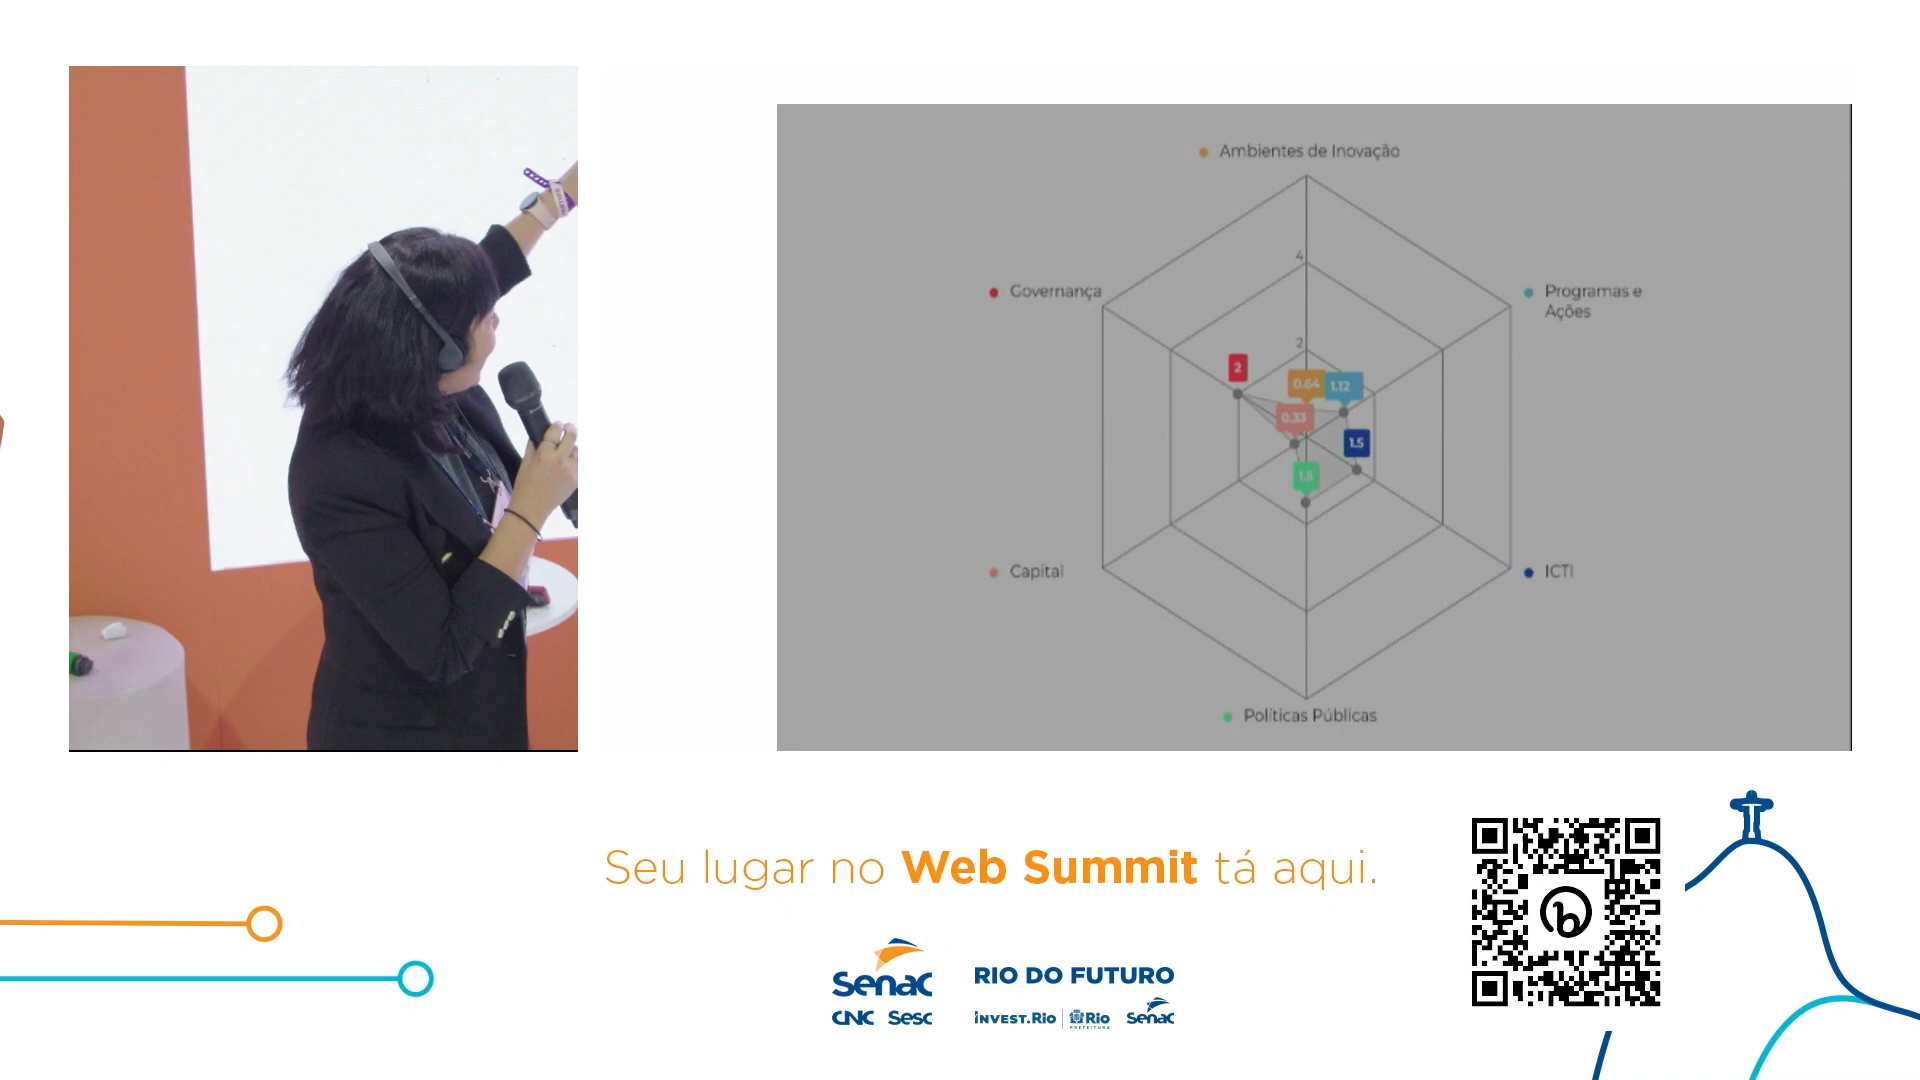 Ambientes de Inovação
4
Governança
Programas e
Ações
2
2
0.64
1.12
0.33
1.5
1.5
Capital
ICTI
Políticas Públicas
Seu lugar no Web Summit tá aqui.
Senac
CNC Sesc
RIO DO FUTURO
INVEST.Rio
Rio
PREFEITURA
Senac
b